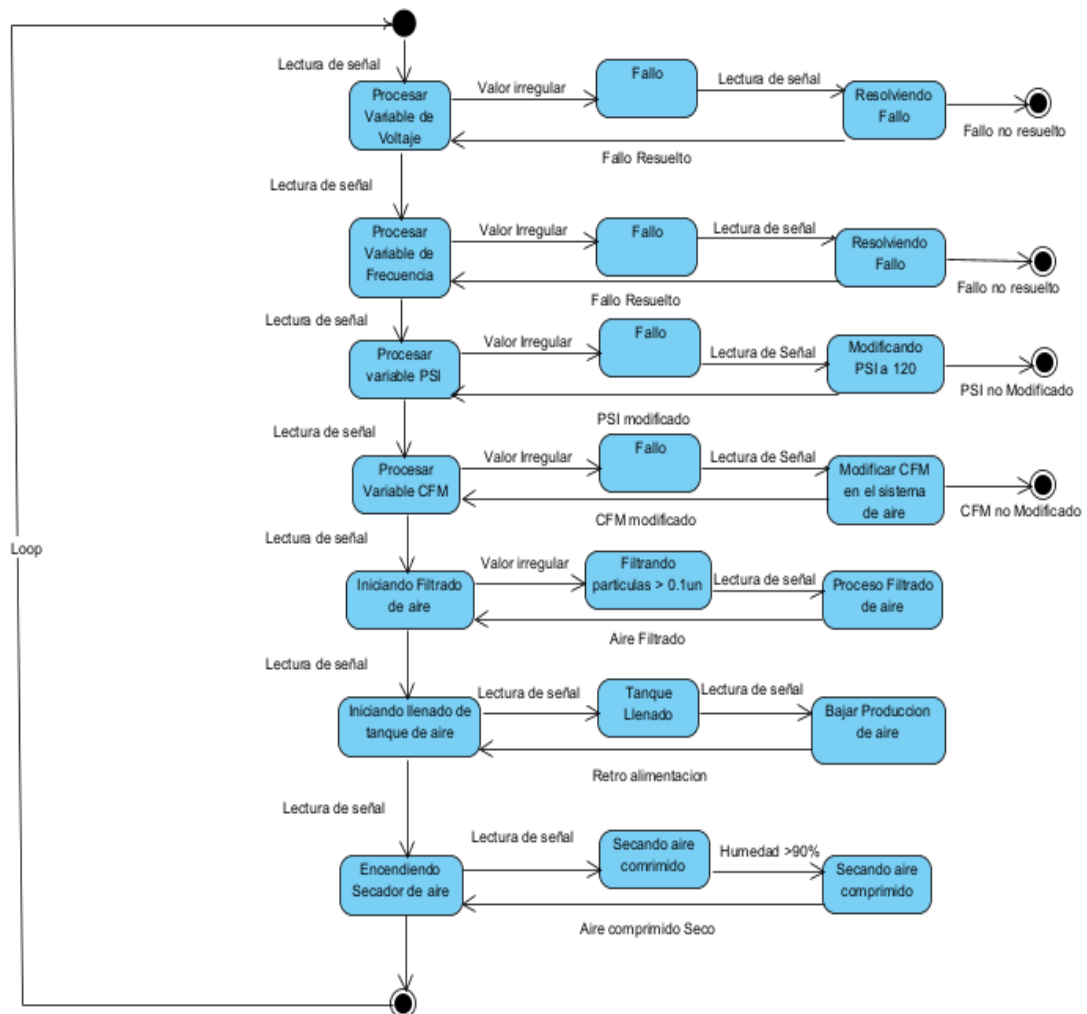 Lectura de señal
Procesar
Variable de
Voltaje
Valor irregular
Fallo
Lectura de señal
Resolviendo
Fallo
Fallo no resuelto
Fallo Resuelto
Lectura de señal
Procesar
Variable de
Frecuencia
Valor Irregular
Fallo
Lectura de señal
Resolviendo
Fallo
Fallo no resuelto
Fallo Resuelto
Lectura de señal
Procesar
variable PSI
Valor Irregular
Fallo
Lectura de Señal
Modificando
PSI a 120
PSI no Modificado
PSI modificado
Lectura de señal
Procesar
Variable CFM
Valor Irregular
Fallo
Lectura de Señal
Modificar CFM
en el sistema
de aire
CFM no Modificado
CFM modificado
Lectura de señal
Loop
Iniciando Filtrado
de aire
Valor irregular
Filtrando
particulas > 0.1un
Lectura de señal
Proceso Filtrado
de aire
Aire Filtrado
Lectura de señal
Iniciando llenado de
tanque de aire
Lectura de señal
Tanque
Llenado
Lectura de señal
Bajar Produccion
de aire
Retro alimentacion
Lectura de señal
Encendiendo
Secador de aire
Lectura de señal
Secando aire
comrimido
Humedad >90%
Secando aire
comprimido
Aire comprimido Seco